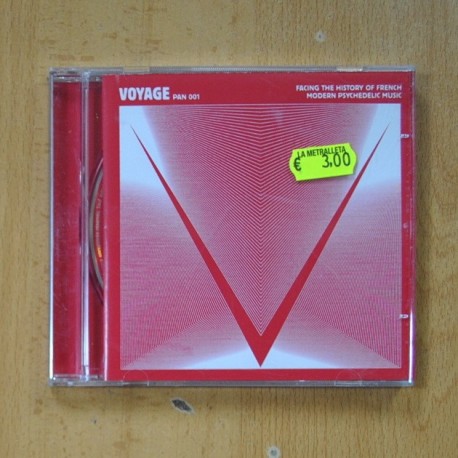 VOYAGE PAN 001
FACING THE HISTORY OF FRENCH
MODERN PSYCHEDELIC MUSIC
LA METRALLETA
€ 3.00